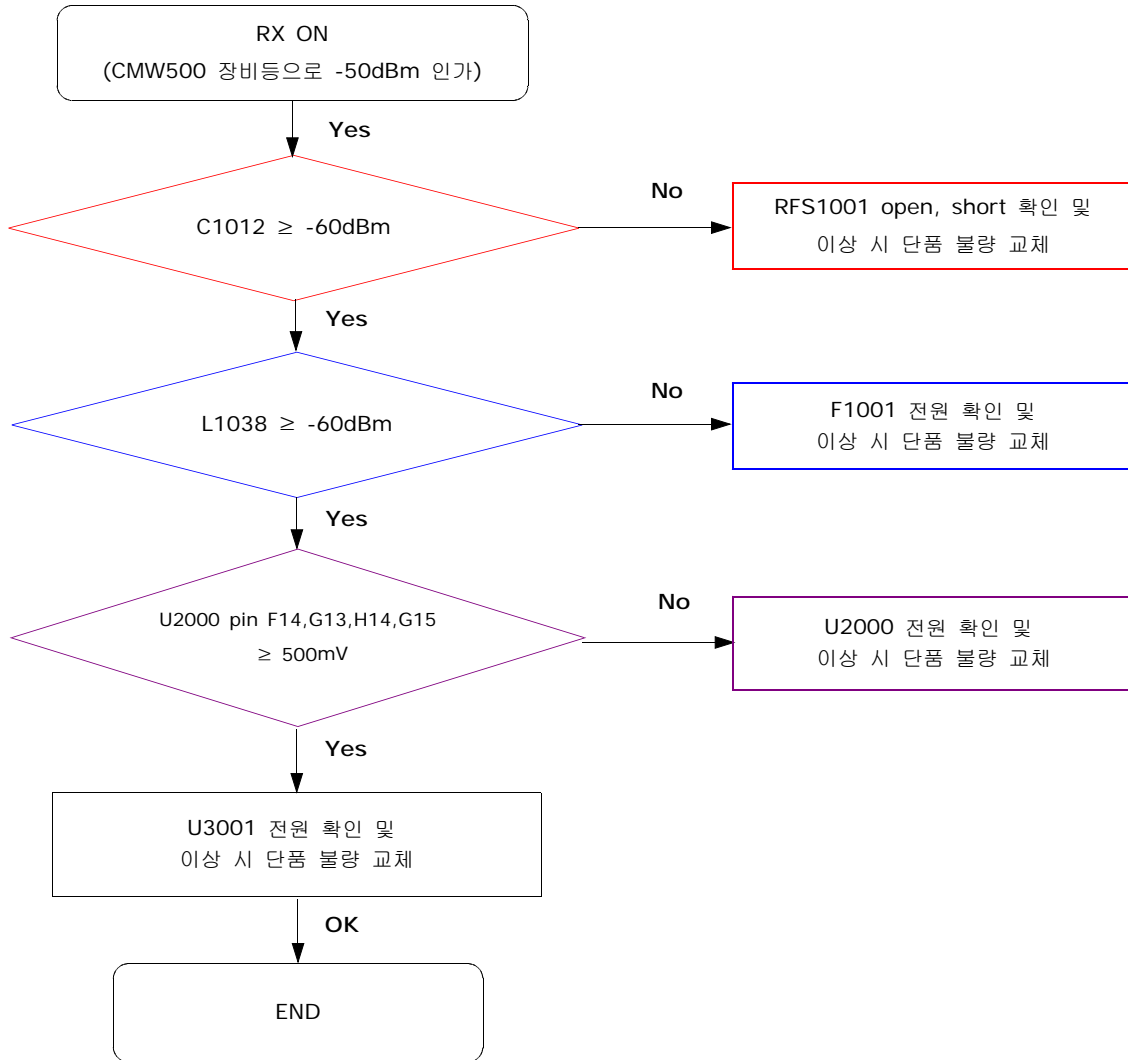 RX ON
(CMW500 장비등으로 -50dBm 인가)
Yes
C1012 ≥ -60dBm
No
RFS1001 open, short 확인 및
이상 시 단품 불량 교체
Yes
L1038 ≥ -60dBm
No
F1001 전원 확인 및
이상 시 단품 불량 교체
Yes
U2000 pin F14,G13,H14,G15
≥ 500mV
No
U2000 전원 확인 및
이상 시 단품 불량 교체
Yes
U3001 전원 확인 및
이상 시 단품 불량 교체
OK
END